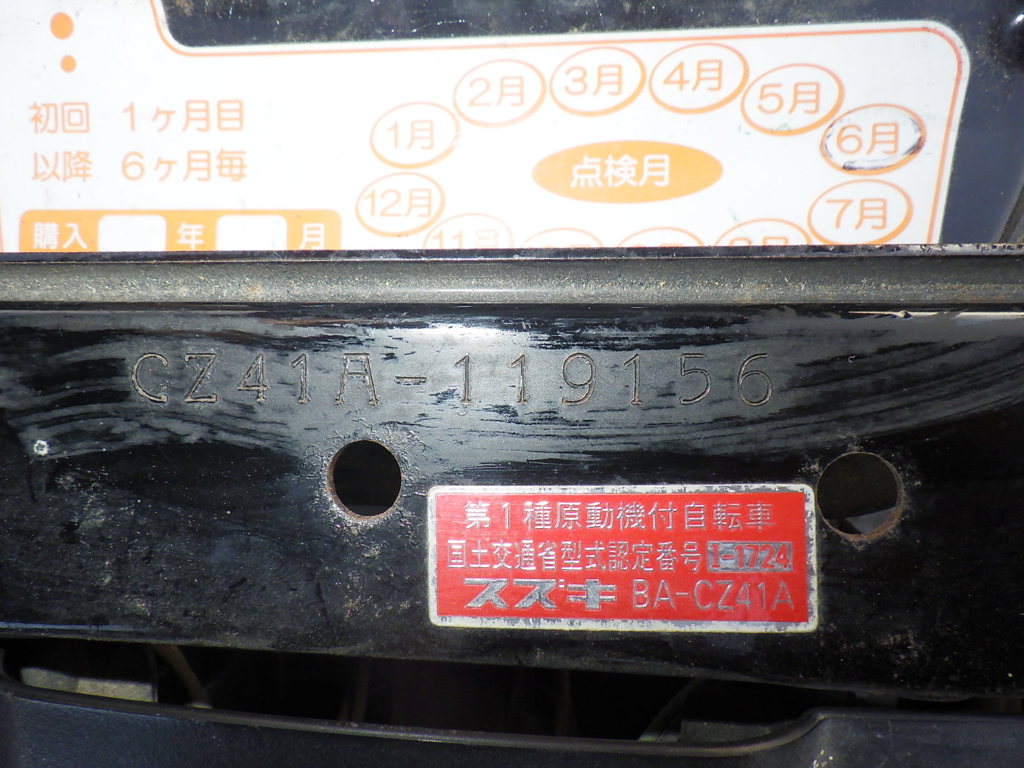 初回 1ヶ月目
以降 6ヶ月毎
1月 2月 3月 4月 5月 6月 7月
点検月
12月
11月
購入 年 月
CZ41A-119156
第1種原動機付自転車
国土交通省型式認定番号 I-1724
スズキ BA-CZ41A